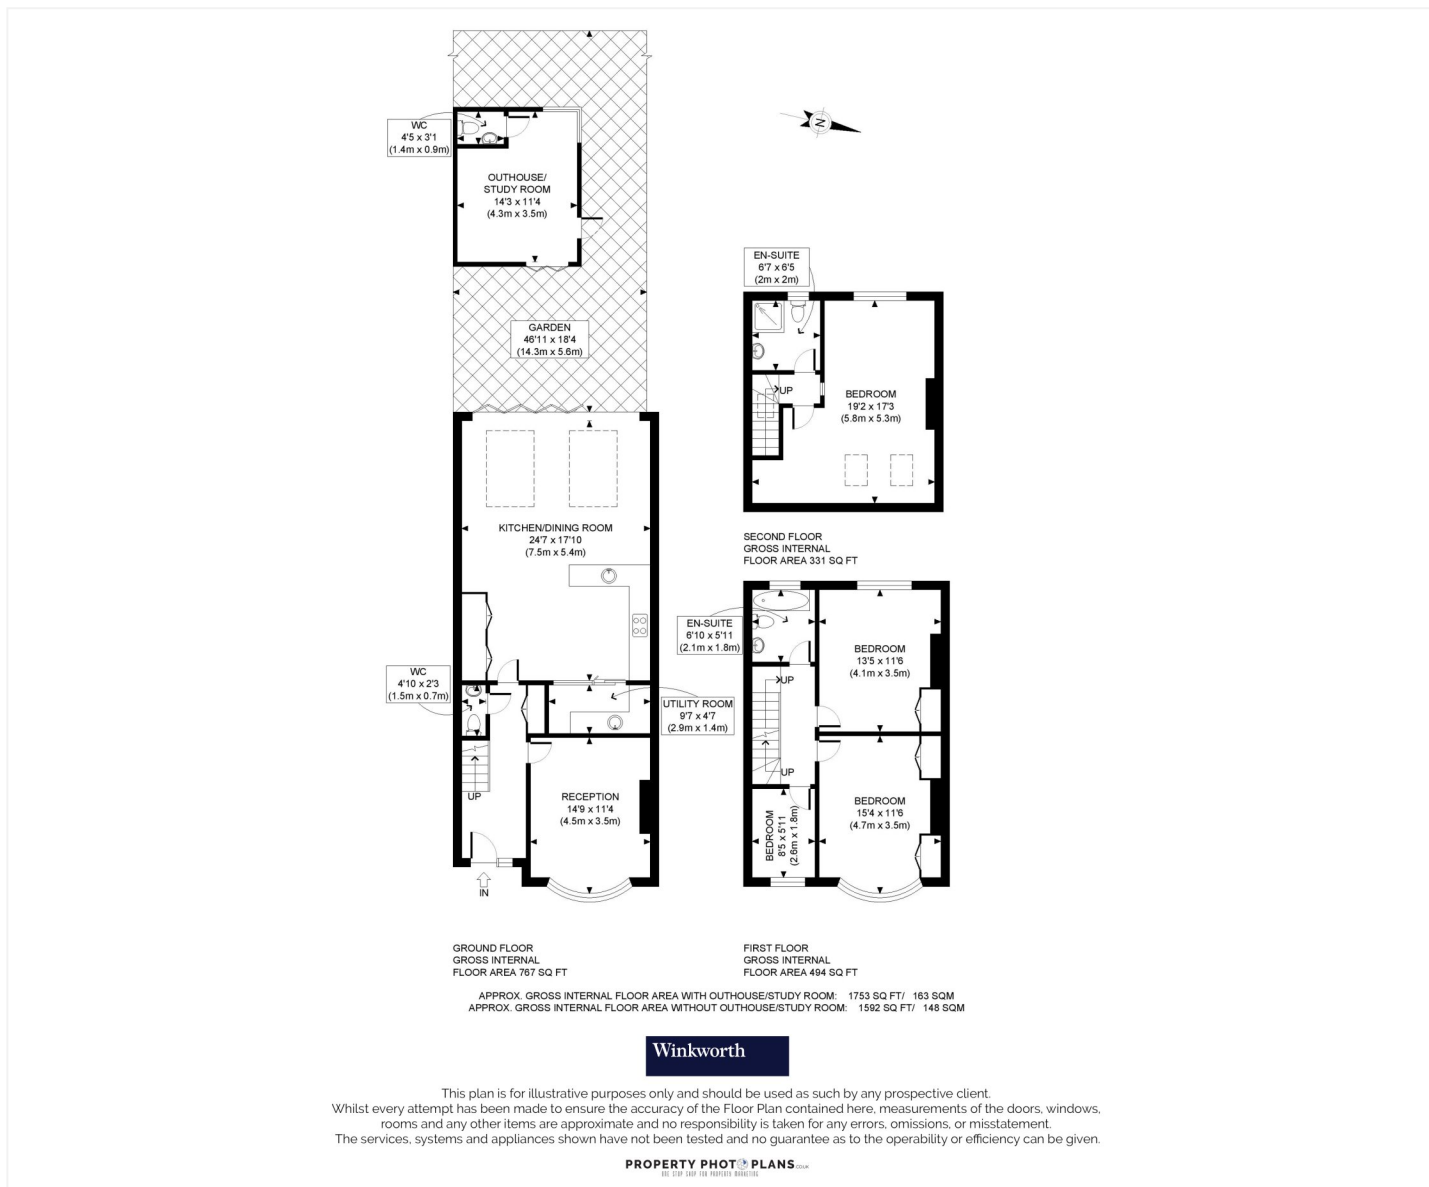 WC
4'5 x 3'1
(1.4m x 0.9m)
OUTHOUSE/
STUDY ROOM
14'3 x 11'4
(4.3m x 3.5m)
N
GARDEN
46'11 x 18'4
(14.3m x 5.6m)
EN-SUITE
6'7 x 6'5
(2m x 2m)
UP
BEDROOM
19'2 x 17'3
(5.8m x 5.3m)
SECOND FLOOR
GROSS INTERNAL
FLOOR AREA 331 SQ FT
KITCHEN/DINING ROOM
24'7 x 17'10
(7.5m x 5.4m)
WC
4'10 x 2'3
(1.5m x 0.7m)
UTILITY ROOM
9'7 x 4'7
(2.9m x 1.4m)
UP
RECEPTION
14'9 x 11'4
(4.5m x 3.5m)
IN
EN-SUITE
6'10 x 5'11
(2.1m x 1.8m)
BEDROOM
13'5 x 11'6
(4.1m x 3.5m)
UP
UP
BEDROOM
8'5 x 5'11
(2.6m x 1.8m)
BEDROOM
15'4 x 11'6
(4.7m x 3.5m)
GROUND FLOOR
GROSS INTERNAL
FLOOR AREA 767 SQ FT
FIRST FLOOR
GROSS INTERNAL
FLOOR AREA 494 SQ FT
APPROX. GROSS INTERNAL FLOOR AREA WITH OUTHOUSE/STUDY ROOM: 1753 SQ FT/ 163 SQM
APPROX. GROSS INTERNAL FLOOR AREA WITHOUT OUTHOUSE/STUDY ROOM: 1592 SQ FT/ 148 SQM
Winkworth
This plan is for illustrative purposes only and should be used as such by any prospective client.
Whilst every attempt has been made to ensure the accuracy of the Floor Plan contained here, measurements of the doors, windows,
rooms and any other items are approximate and no responsibility is taken for any errors, omissions, or misstatement.
The services, systems and appliances shown have not been tested and no guarantee as to the operability or efficiency can be given.
PROPERTY PHOTO PLANS.CO.UK
ONE STOP SHOP FOR PROPERTY MARKETING